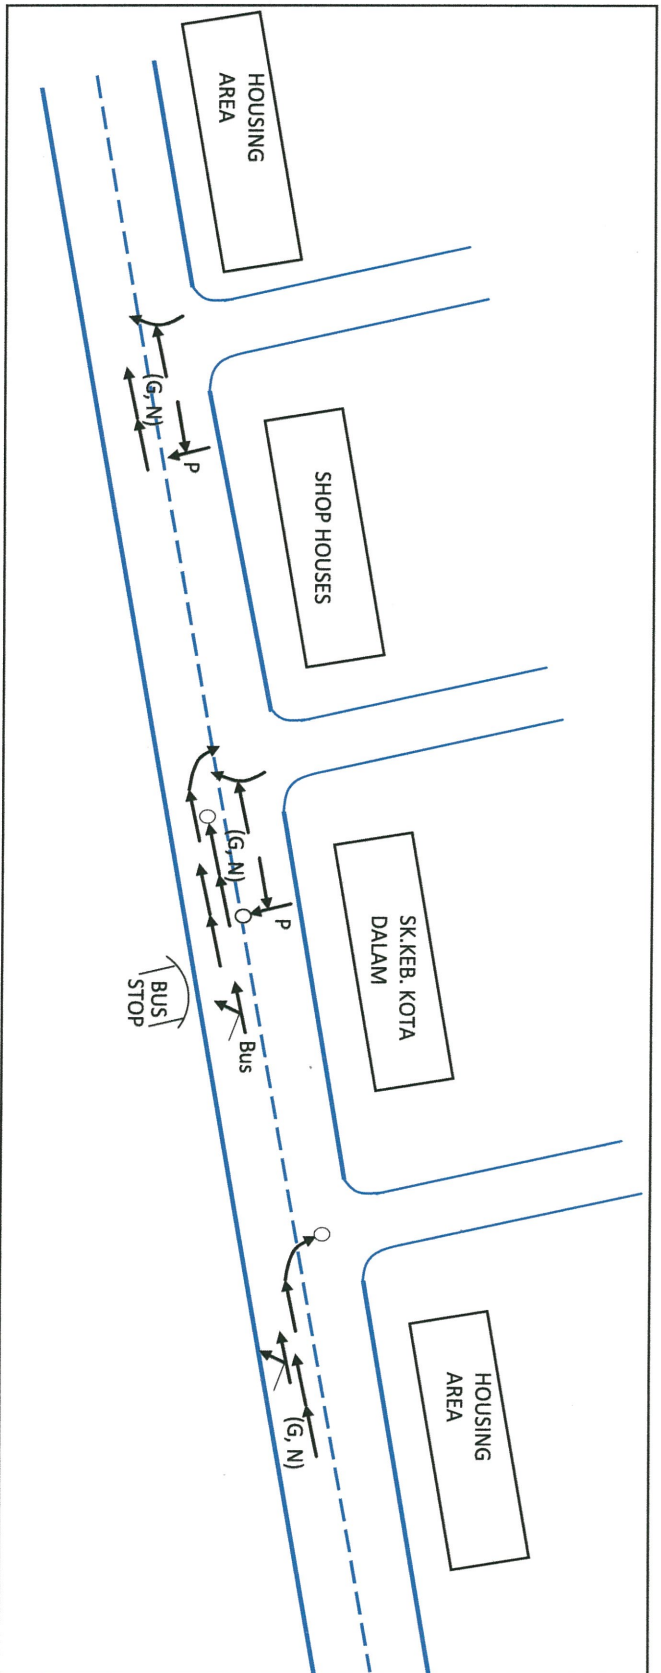 HOUSING
AREA
(G, N)
P
SHOP HOUSES
(G, N)
P
SK.KEB. KOTA
DALAM
BUS
STOP
Bus
(G, N)
HOUSING
AREA